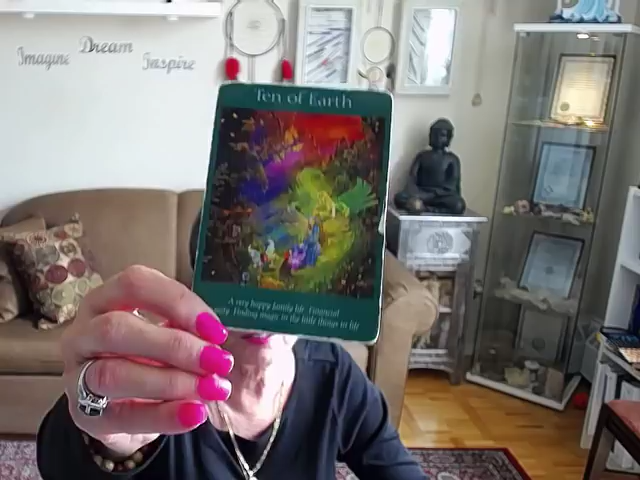 Imagine
Dream
Inspire
Ten of Earth
A very happy family life Financial
Finding magic in the little things in life